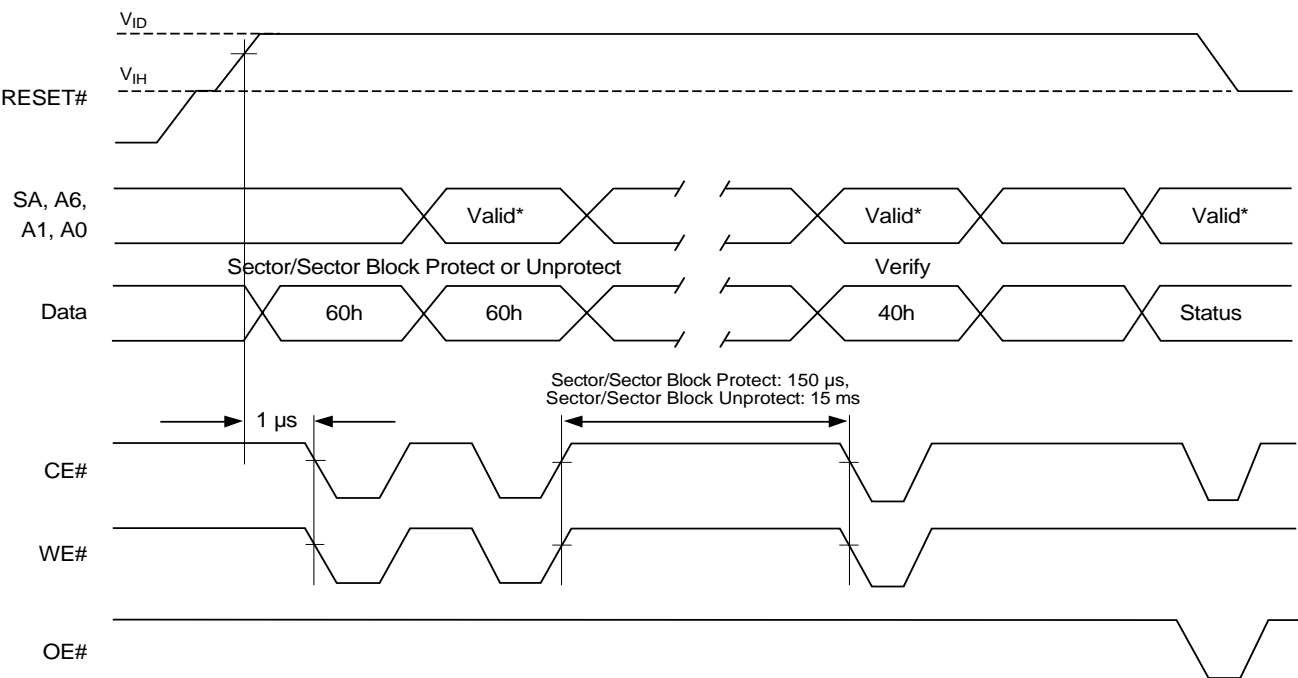 VID
VIH
RESET#
SA, A6,
A1, A0
Valid*
Valid*
Valid*
Sector/Sector Block Protect or Unprotect
Verify
Data
60h
60h
40h
Status
Sector/Sector Block Protect: 150 µs,
Sector/Sector Block Unprotect: 15 ms
1 µs
CE#
WE#
OE#